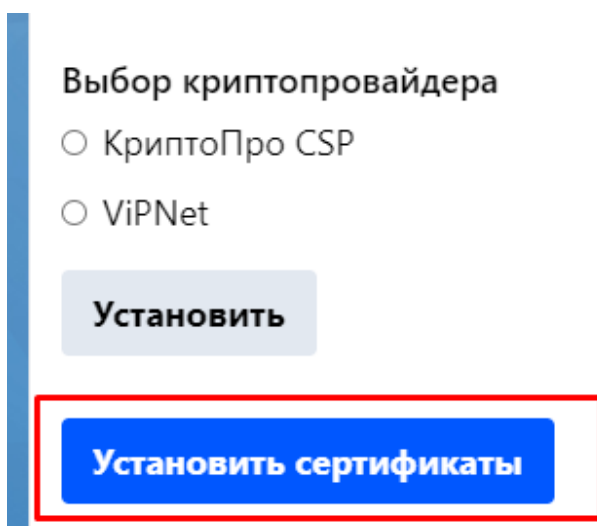 Выбор криптопровайдера
КриптоПро CSP
ViPNet
Установить
Установить сертификаты